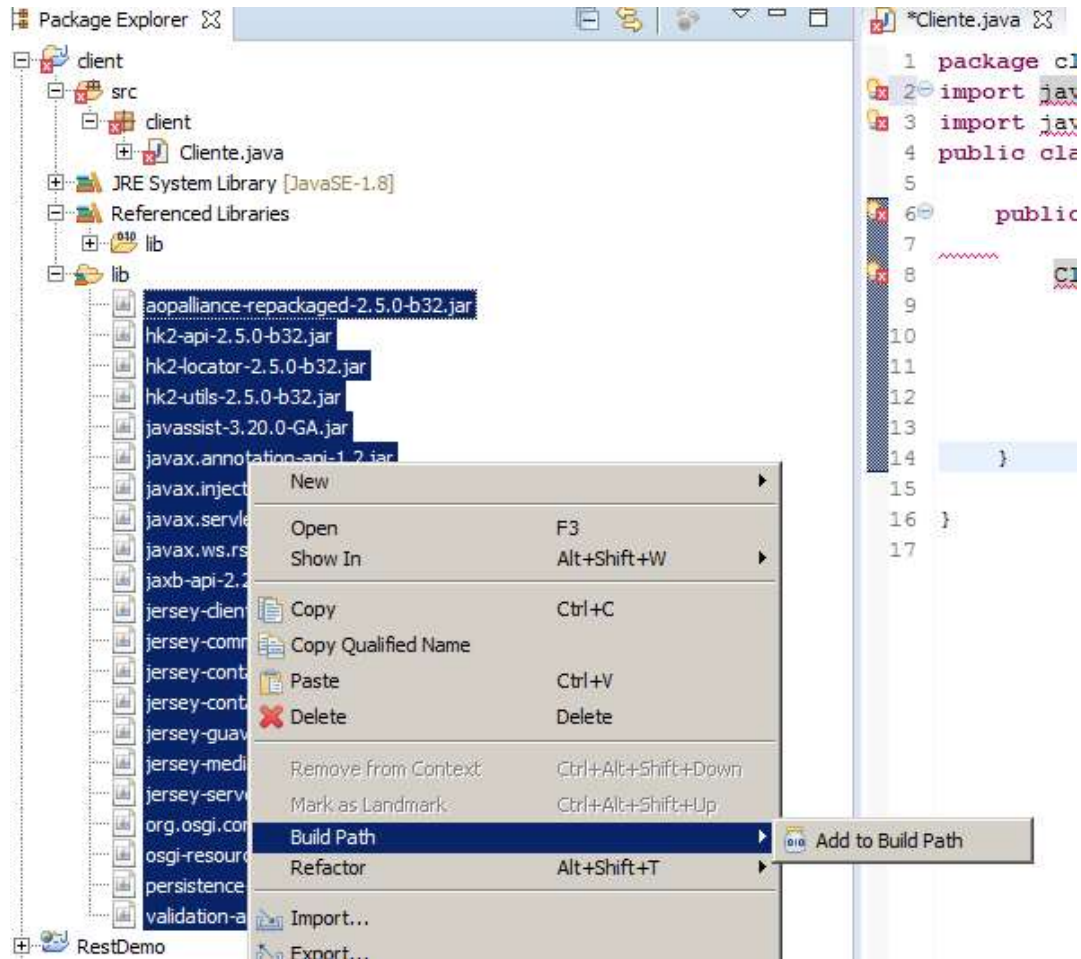 Package Explorer
*Cliente.java
client
src
client
Cliente.java
JRE System Library [JavaSE-1.8]
Referenced Libraries
lib
lib
aopalliance-repackaged-2.5.0-b32.jar
hk2-api-2.5.0-b32.jar
hk2-locator-2.5.0-b32.jar
hk2-utils-2.5.0-b32.jar
javassist-3.20.0-GA.jar
javax.annotation-api-1.2.jar
javax.inject
javax.servle
javax.ws.rs
jaxb-api-2.2
jersey-client
jersey-comm
jersey-cont
jersey-cont
jersey-guav
jersey-medi
jersey-serve
org.osgi.cor
osgi-resourc
persistence-
validation-a
RestDemo
New
Open F3
Show In Alt+Shift+W
Copy Ctrl+C
Copy Qualified Name
Paste Ctrl+V
Delete Delete
Remove from Context Ctrl+Alt+Shift+Down
Mark as Landmark Ctrl+Alt+Shift+Up
Build Path
Refactor Alt+Shift+T
Import...
Export...
Add to Build Path
1 package cl
2 import jav
3 import jav
4 public cla
5
6 public
7
8 Cl
9
10
11
12
13
14 }
15
16 }
17